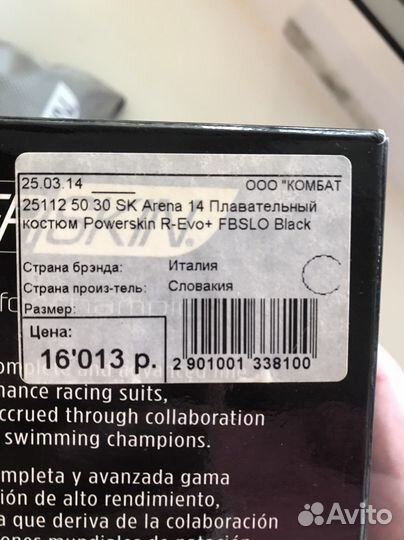 25.03.14 ООО "КОМБАТ
25112 50 30 SK Arena 14 Плавательный
костюм Powerskin R-Evo+ FBSLO Black
SKIN.
Страна брэнда: Италия
Страна произ-тель: Словакия
Размер:
Цена:
16'013 р.
2 901001 338100
mance racing suits,
accrued through collaboration
swimming champions.
mpleta y avanzada gama
ión de alto rendimiento,
a que deriva de la colaboración
Avito